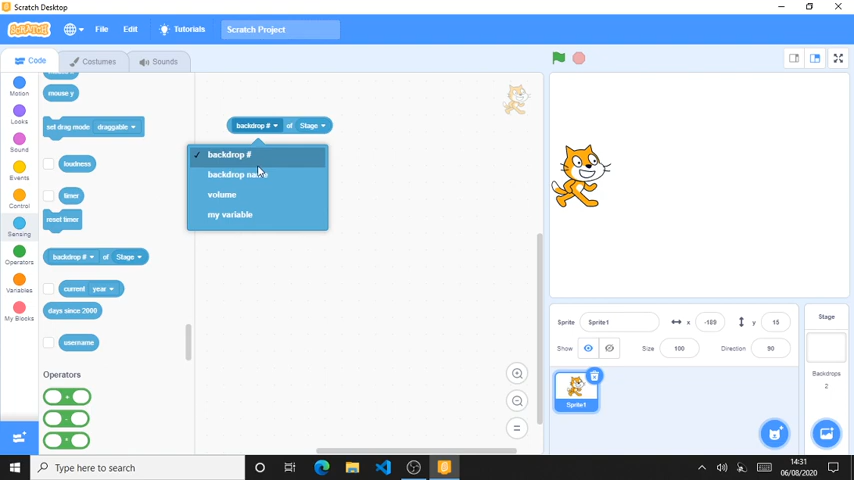 Scratch Desktop
SCRATCH
File
Edit
Tutorials
Scratch Project
Code
Costumes
Sounds
Motion
Looks
Sound
Events
Control
Sensing
Operators
Variables
My Blocks
mouse y
set drag mode draggable
loudness
timer
reset timer
backdrop # of Stage
current year
days since 2000
username
Operators
+
-
*
backdrop # of Stage
✓ backdrop #
backdrop name
volume
my variable
Sprite Sprite1 x -189 y 15
Show Size 100 Direction 90
Sprite1
Stage
Backdrops
2
Type here to search
14:31
06/08/2020